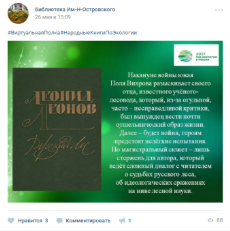 Библиотека Им-Н-Островского
26 мая в 15:09
#ВиртуальнаяПолка#НародныеКнигиПоЭкологии
ЛЕОНИД
ЛЕОНОВ
Русский лес
Накануне войны юная
Поля Вихрова разыскивает своего
отца, известного учёного-
лесовода, который, из-за огульной,
часто – несправедливой критики,
был вынужден вести почти
отшельнический образ жизни.
Далее – будет война, героям
предстоят нелёгкие испытания.
Но магистральный сюжет – лишь
стержень для автора, который
ведёт сложный диалог с читателем
о судьбах русского леса,
об идеологических сражениях
на ниве лесной науки.
Нравится 3
Комментировать
1
88